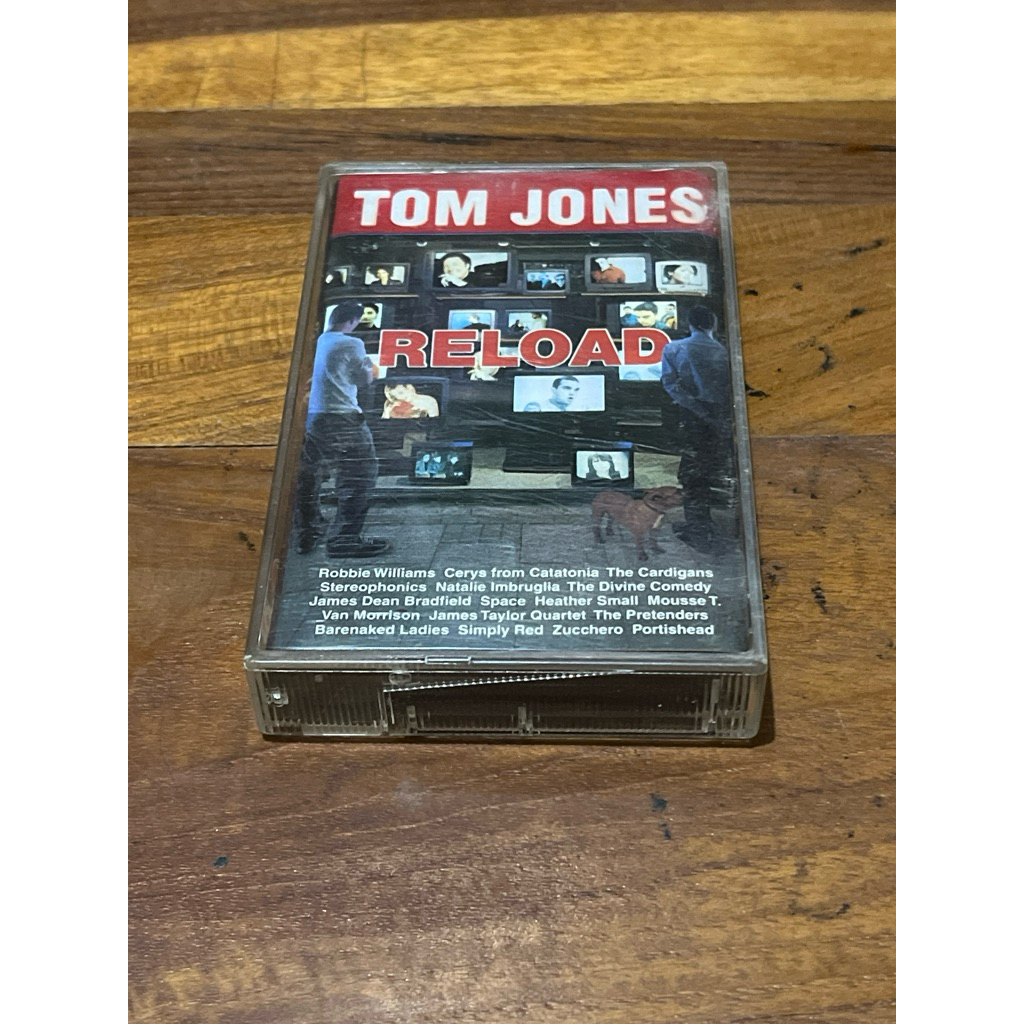 TOM JONES
RELOAD
Robbie Williams Cerys from Catatonia The Cardigans
Stereophonics Natalie Imbruglia The Divine Comedy
James Dean Bradfield Space Heather Small Mousse T.
Van Morrison James Taylor Quartet The Pretenders
Barenaked Ladies Simply Red Zucchero Portishead